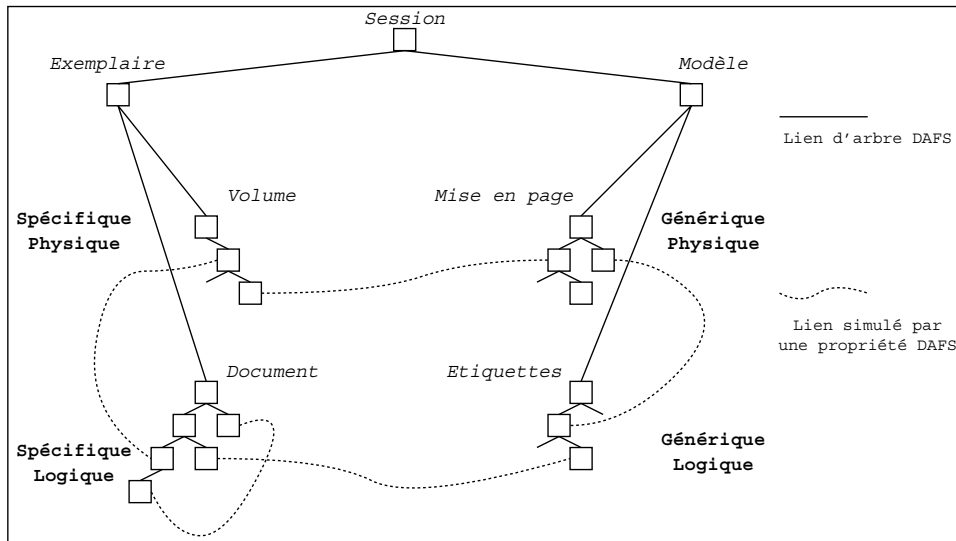 Session
Exemplaire
Modèle
Lien d'arbre DAFS
Volume
Mise en page
Spécifique
Physique
Générique
Physique
Lien simulé par
une propriété DAFS
Document
Etiquettes
Spécifique
Logique
Générique
Logique